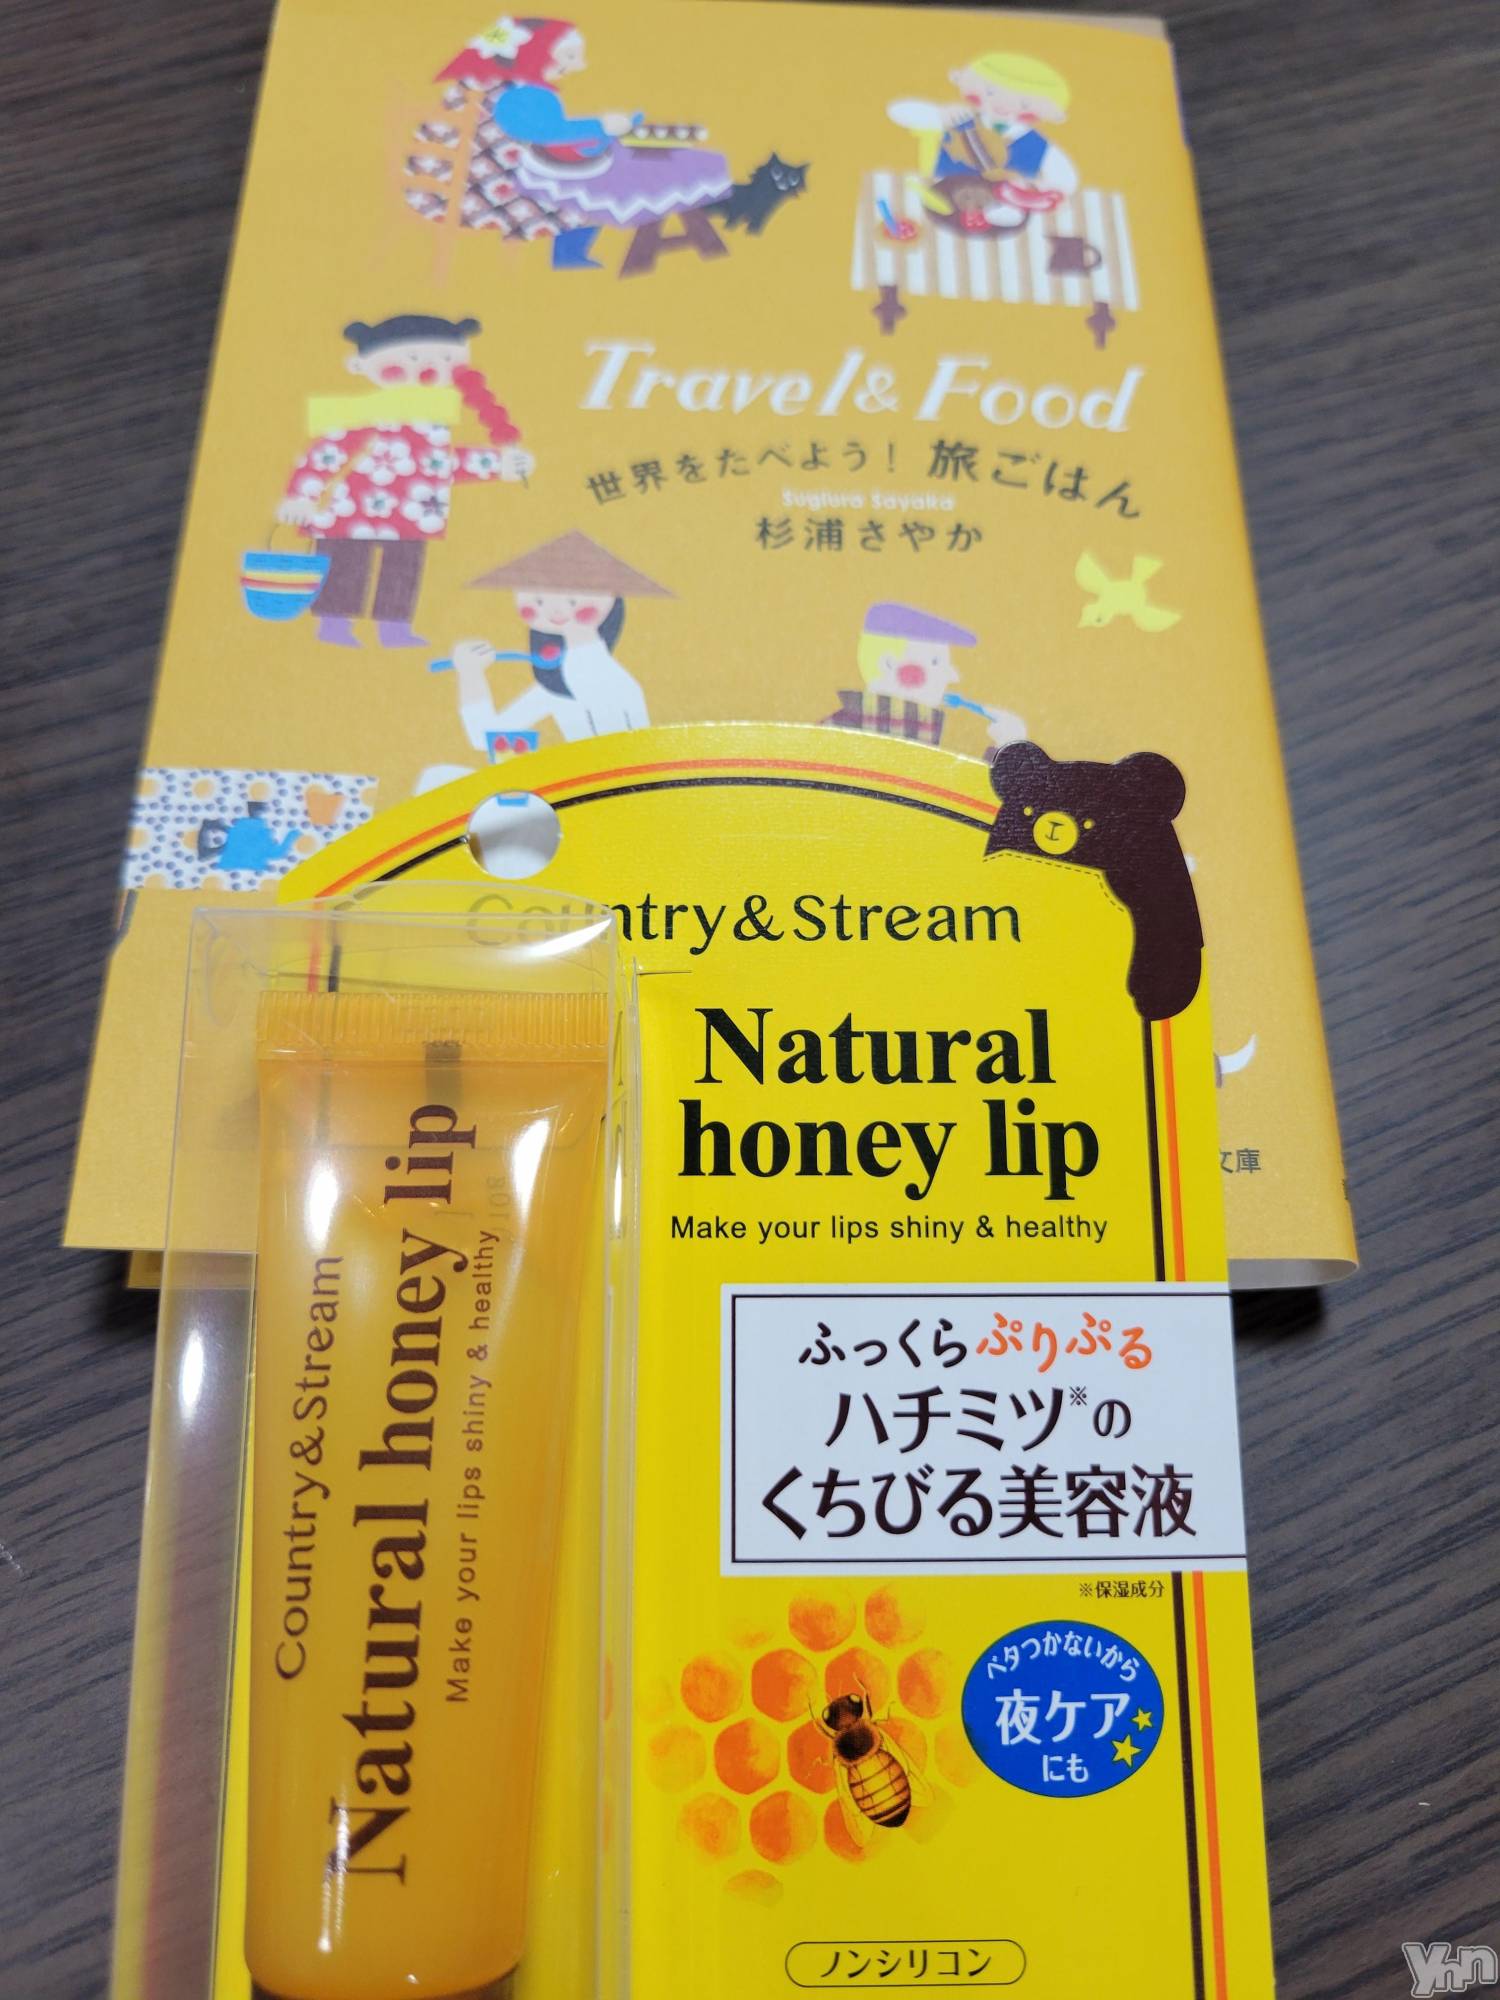 Travel & Food
世界をたべよう！旅ごはん
Sugiura Sayaka
杉浦さやか
文庫
Country & Stream
Natural
honey lip
Make your lips shiny & healthy
ふっくらぷりぷる
ハチミツ※の
くちびる美容液
※保湿成分
ベタつかないから
夜ケア
にも
ノンシリコン
Country & Stream
Natural honey lip
Make your lips shiny & healthy